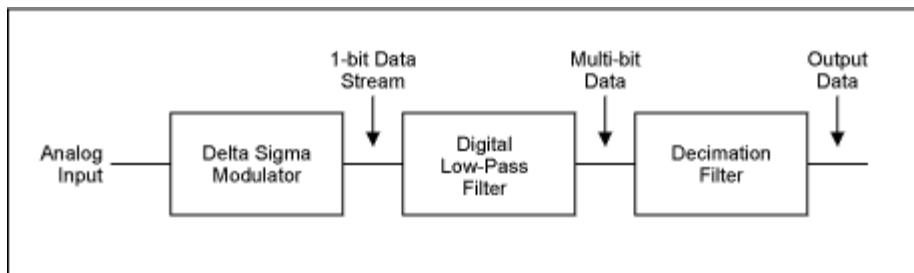 1-bit Data
Stream
Multi-bit
Data
Output
Data
Analog
Input
Delta Sigma
Modulator
Digital
Low-Pass
Filter
Decimation
Filter